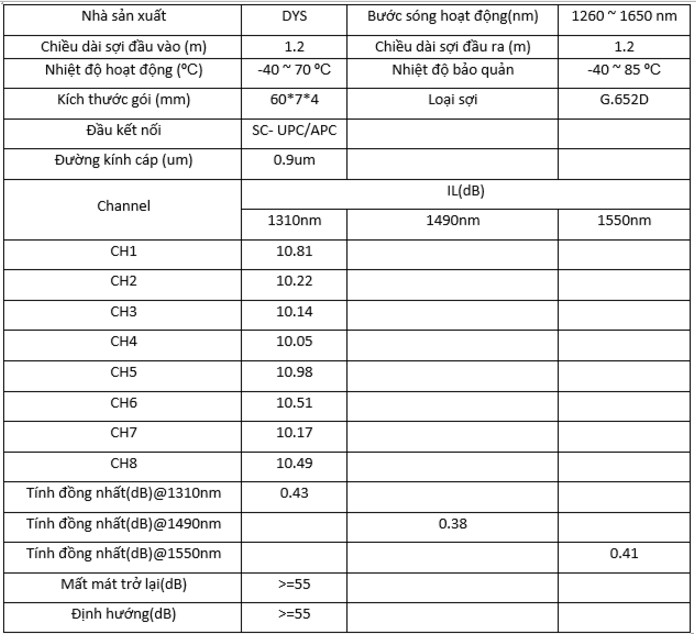 Nhà sản xuất DYS Bước sóng hoạt động(nm) 1260 ~ 1650 nm
Chiều dài sợi đầu vào (m) 1.2 Chiều dài sợi đầu ra (m) 1.2
Nhiệt độ hoạt động (⁰C) -40 ~ 70 ⁰C Nhiệt độ bảo quản -40 ~ 85 ⁰C
Kích thước gói (mm) 60*7*4 Loại sợi G.652D
Đầu kết nối SC- UPC/APC
Đường kính cáp (um) 0.9um
Channel IL(dB)
1310nm 1490nm 1550nm
CH1 10.81
CH2 10.22
CH3 10.14
CH4 10.05
CH5 10.98
CH6 10.51
CH7 10.17
CH8 10.49
Tính đồng nhất(dB)@1310nm 0.43
Tính đồng nhất(dB)@1490nm 0.38
Tính đồng nhất(dB)@1550nm 0.41
Mất mát trở lại(dB) >=55
Định hướng(dB) >=55